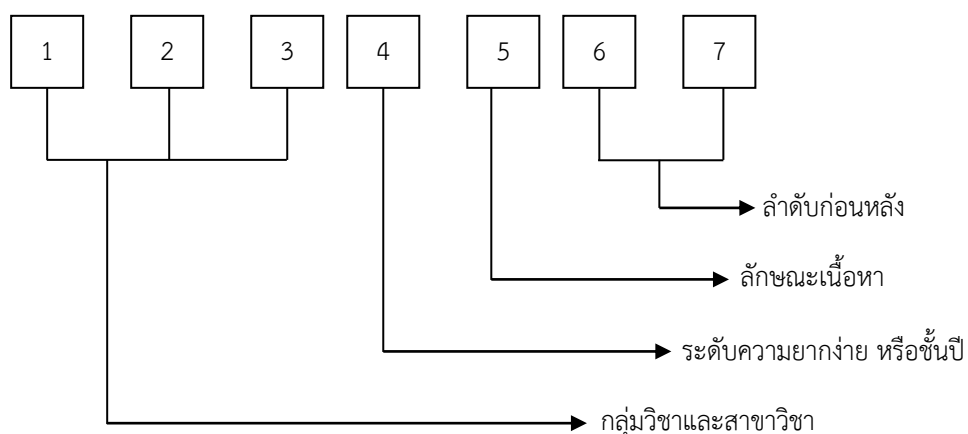 1 2 3 4 5 6 7
ลำดับก่อนหลัง
ลักษณะเนื้อหา
ระดับความยากง่าย หรือชั้นปี
กลุ่มวิชาและสาขาวิชา